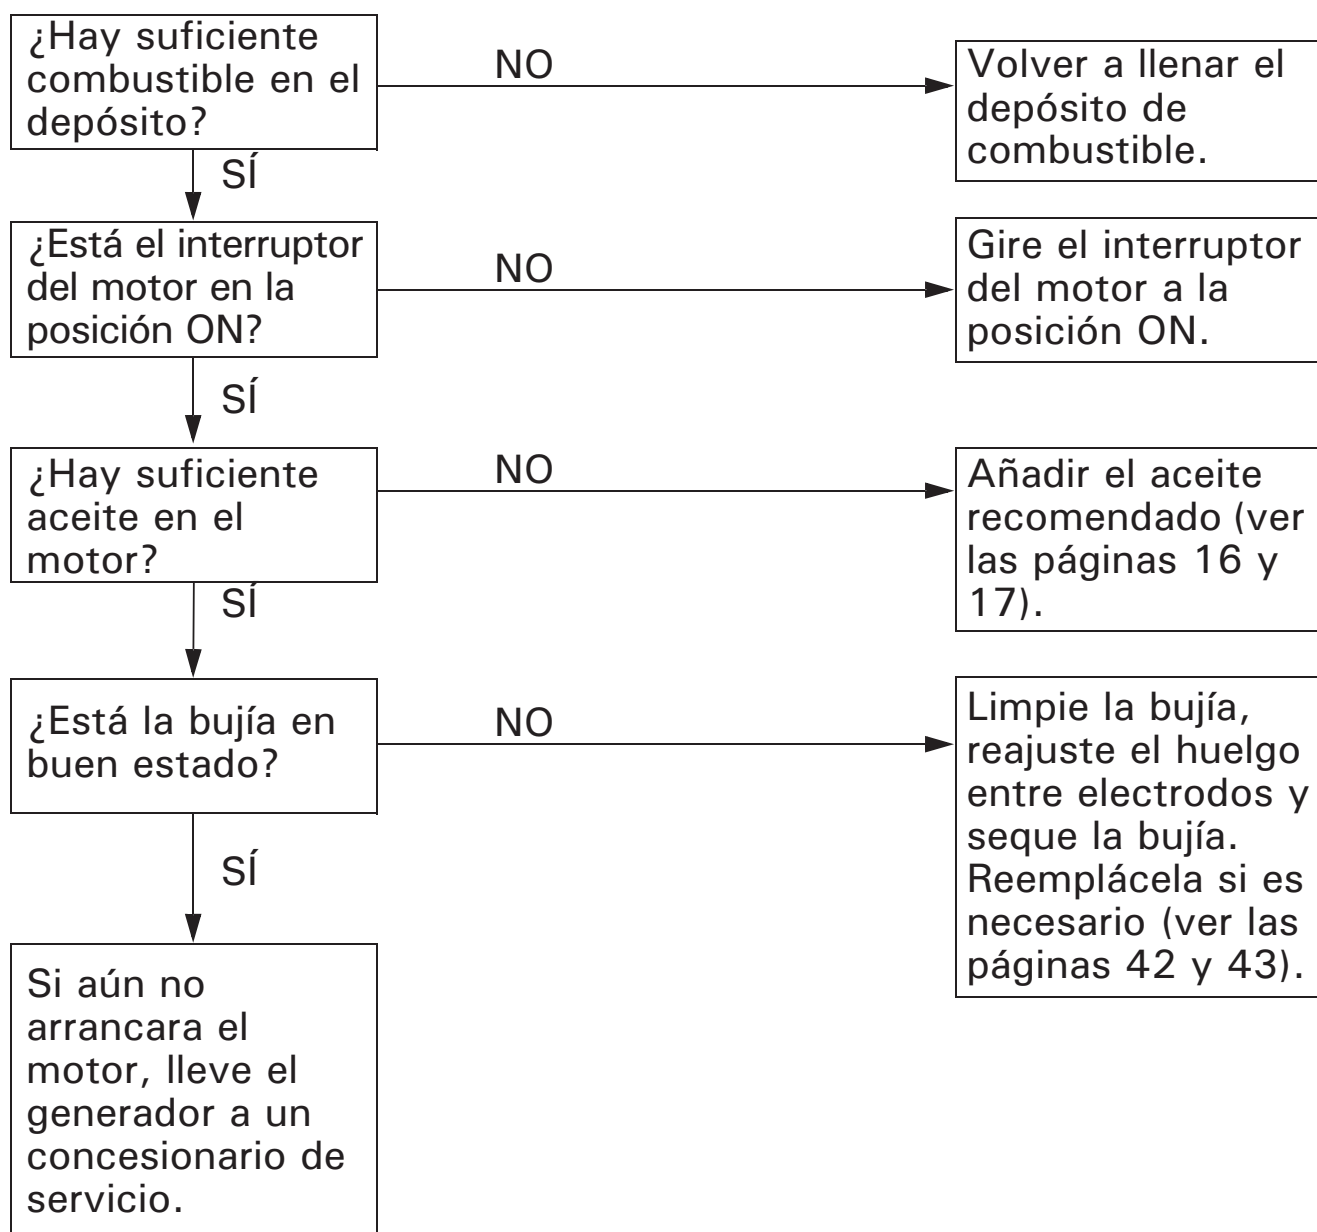 ¿Hay suficiente
combustible en el
depósito?
NO
Volver a llenar el
depósito de
combustible.
SÍ
¿Está el interruptor
del motor en la
posición ON?
NO
Gire el interruptor
del motor a la
posición ON.
SÍ
¿Hay suficiente
aceite en el
motor?
NO
Añadir el aceite
recomendado (ver
las páginas 16 y
17).
SÍ
¿Está la bujía en
buen estado?
NO
Limpie la bujía,
reajuste el huelgo
entre electrodos y
seque la bujía.
Reemplácela si es
necesario (ver las
páginas 42 y 43).
SÍ
Si aún no
arrancara el
motor, lleve el
generador a un
concesionario de
servicio.